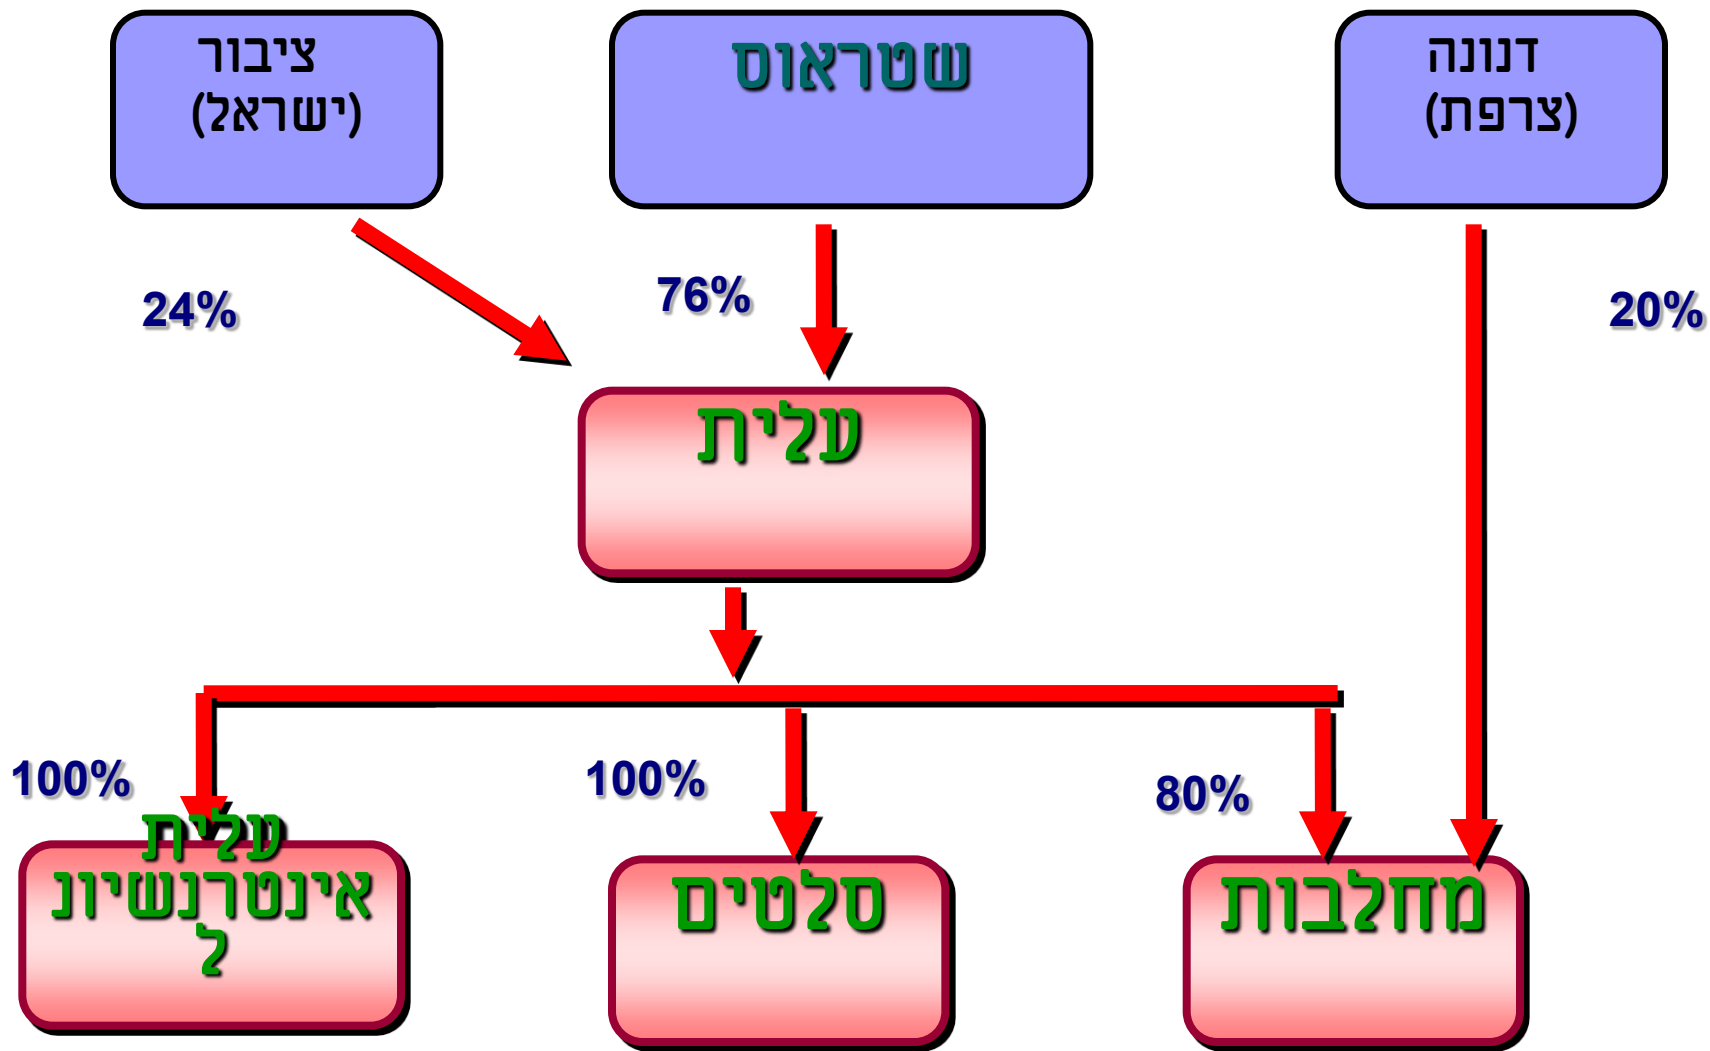 דנונה
(צרפת)
שטראוס
ציבור
(ישראל)
20%
76%
24%
עלית
80%
100%
100%
מחלבות
סלטים
עלית
אינטרנשיונ
ל